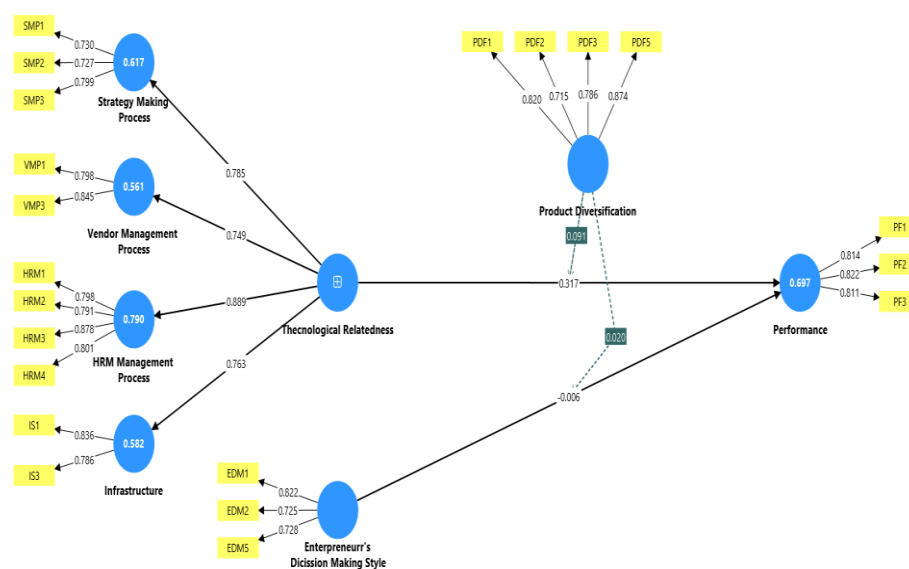 SMP1
0.730
SMP2
0.727
SMP3
0.799
0.617
Strategy Making
Process
VMP1
0.798
VMP3
0.845
0.561
Vendor Management
Process
HRM1
0.798
HRM2
0.791
HRM3
0.878
HRM4
0.801
0.790
HRM Management
Process
IS1
0.836
IS3
0.786
0.582
Infrastructure
0.785
0.749
0.889
0.763
Thecnological Relatedness
PDF1
PDF2
PDF3
PDF5
0.820
0.715
0.786
0.874
Product Diversification
0.091
0.317
0.020
-0.006
EDM1
0.822
EDM2
0.725
EDM5
0.728
Enterpreneurr's
Dicission Making Style
PF1
0.814
PF2
0.822
PF3
0.811
0.697
Performance